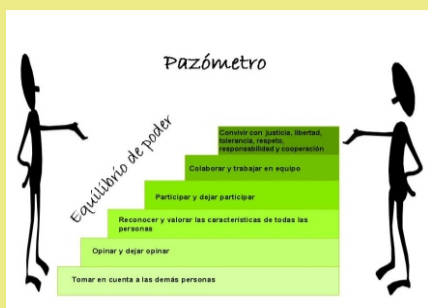 Pazómetro
Equilibrio de poder
Convivir con justicia, libertad,
tolerancia, respeto,
responsabilidad y cooperación
Colaborar y trabajar en equipo
Participar y dejar participar
Reconocer y valorar las características de todas las
personas
Opinar y dejar opinar
Tomar en cuenta a las demás personas